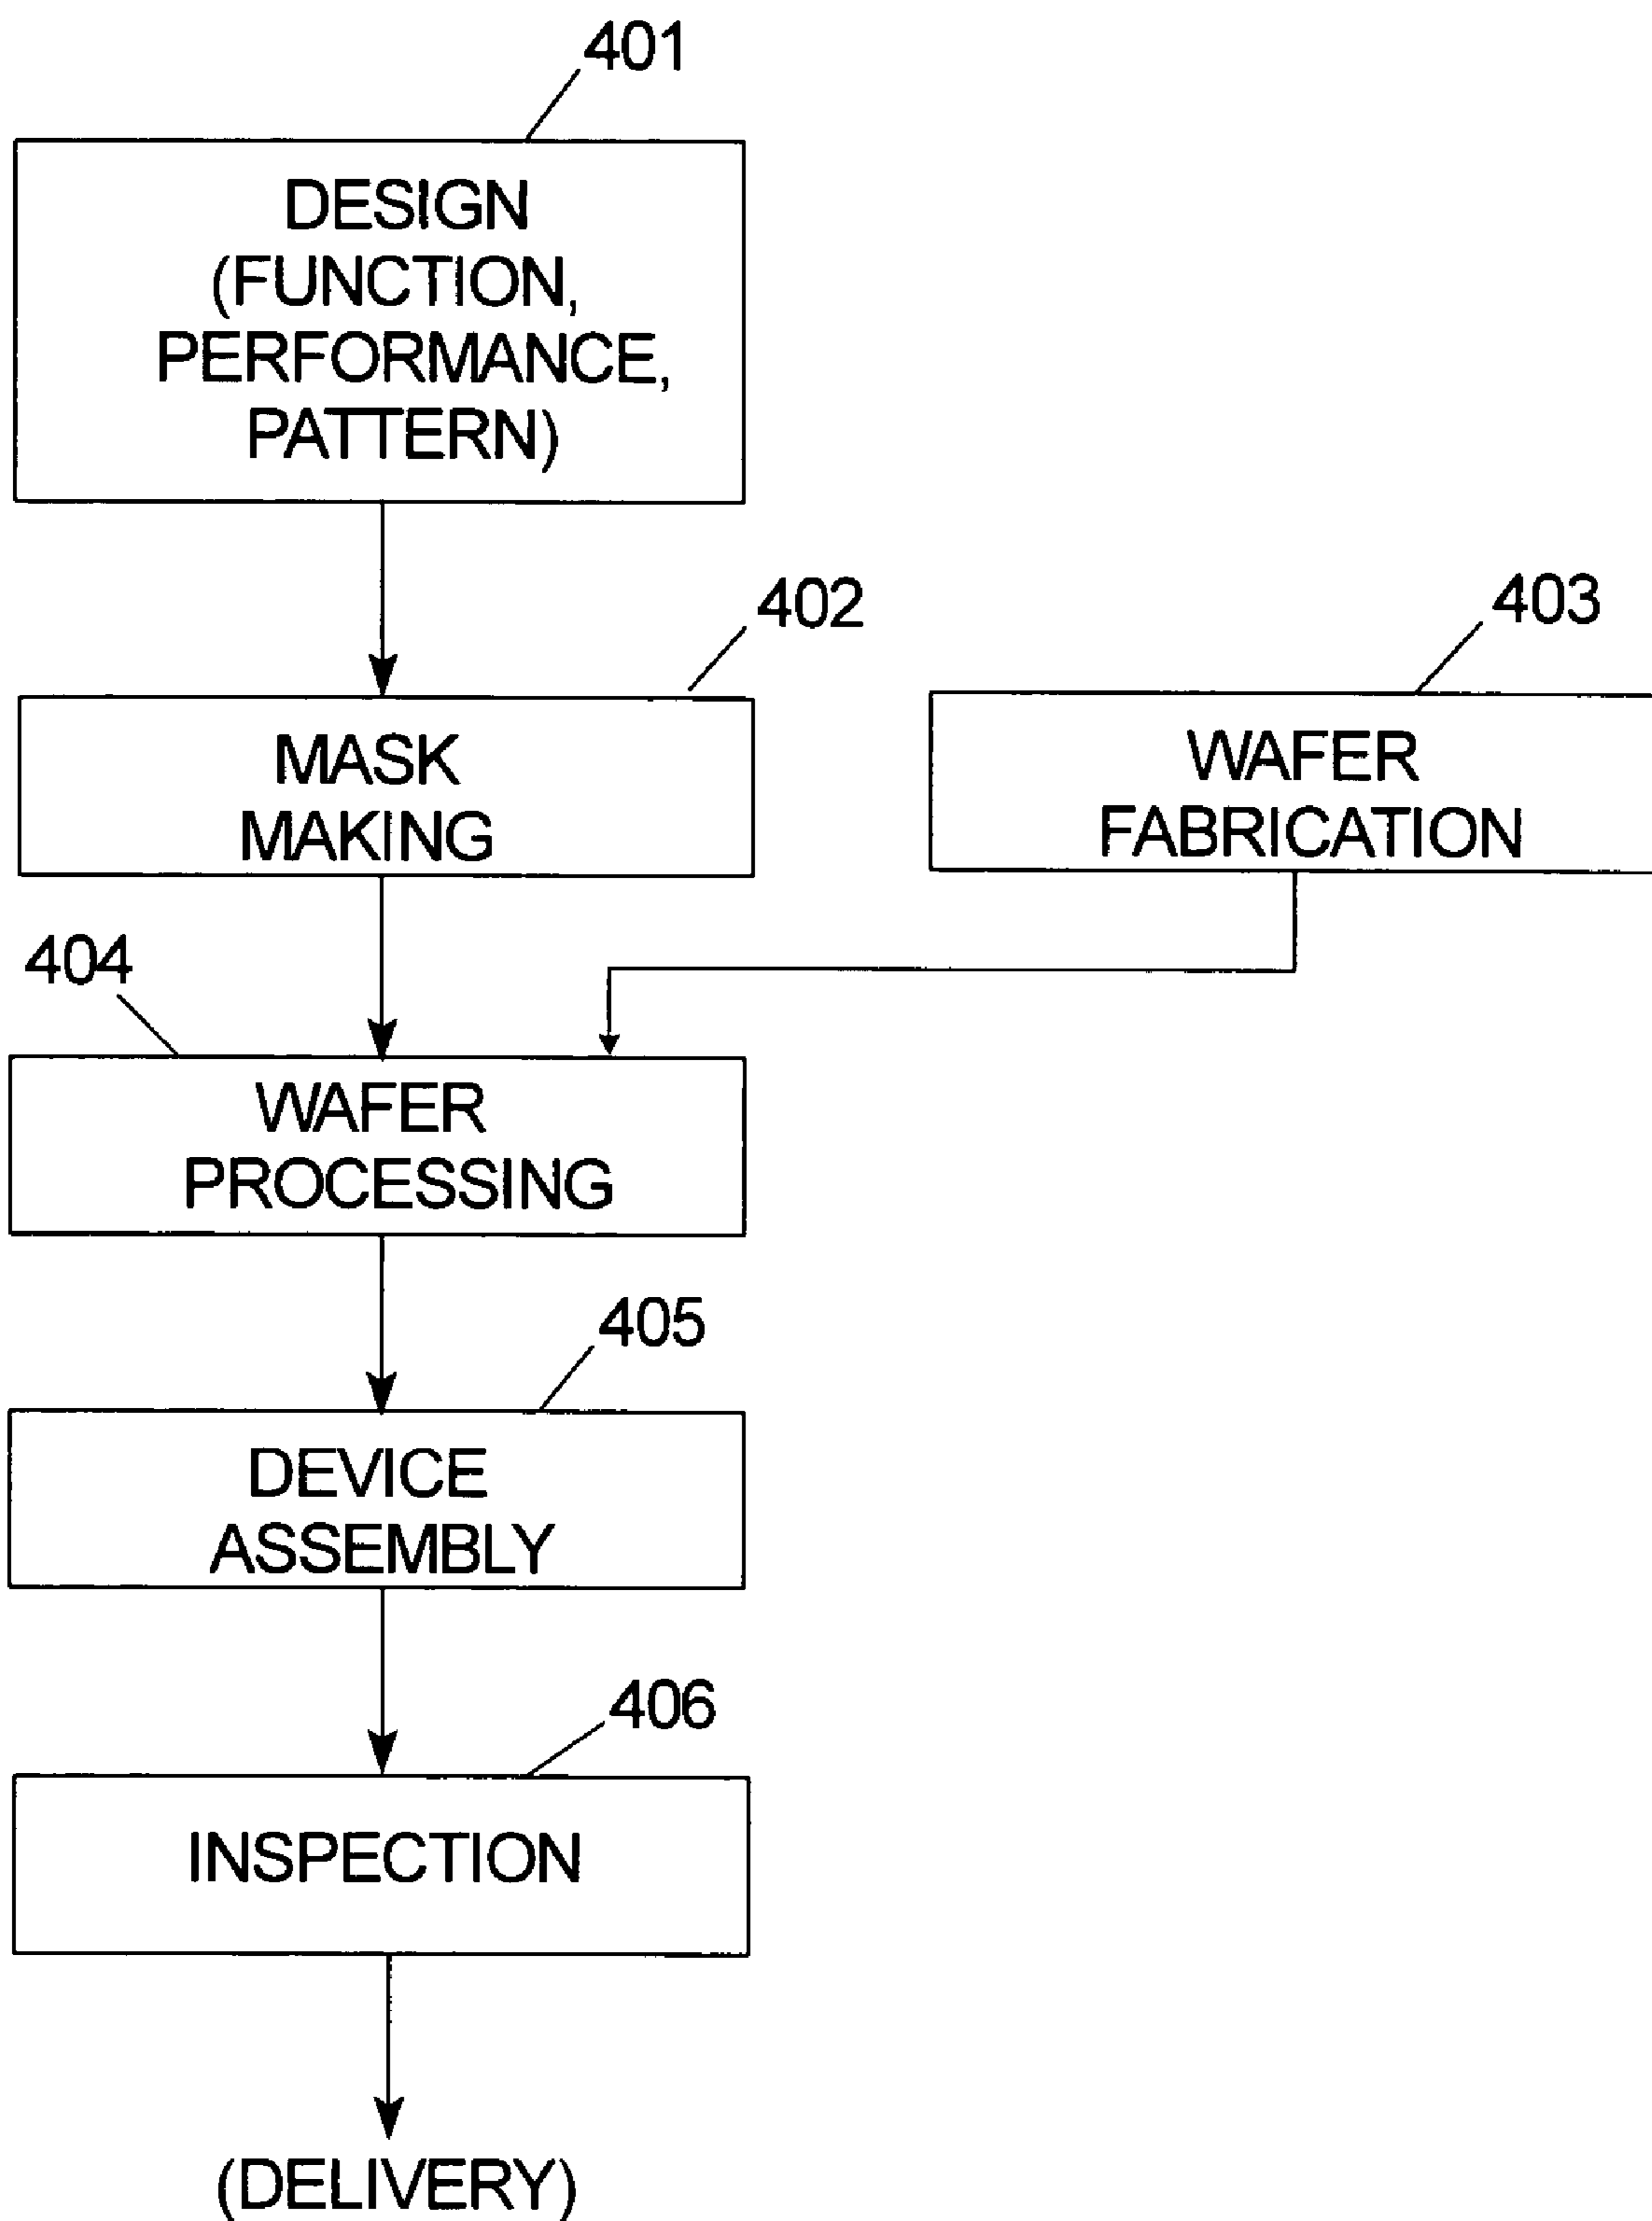 401
DESIGN
(FUNCTION,
PERFORMANCE,
PATTERN)
402
MASK
MAKING
403
WAFER
FABRICATION
404
WAFER
PROCESSING
405
DEVICE
ASSEMBLY
406
INSPECTION
(DELIVERY)